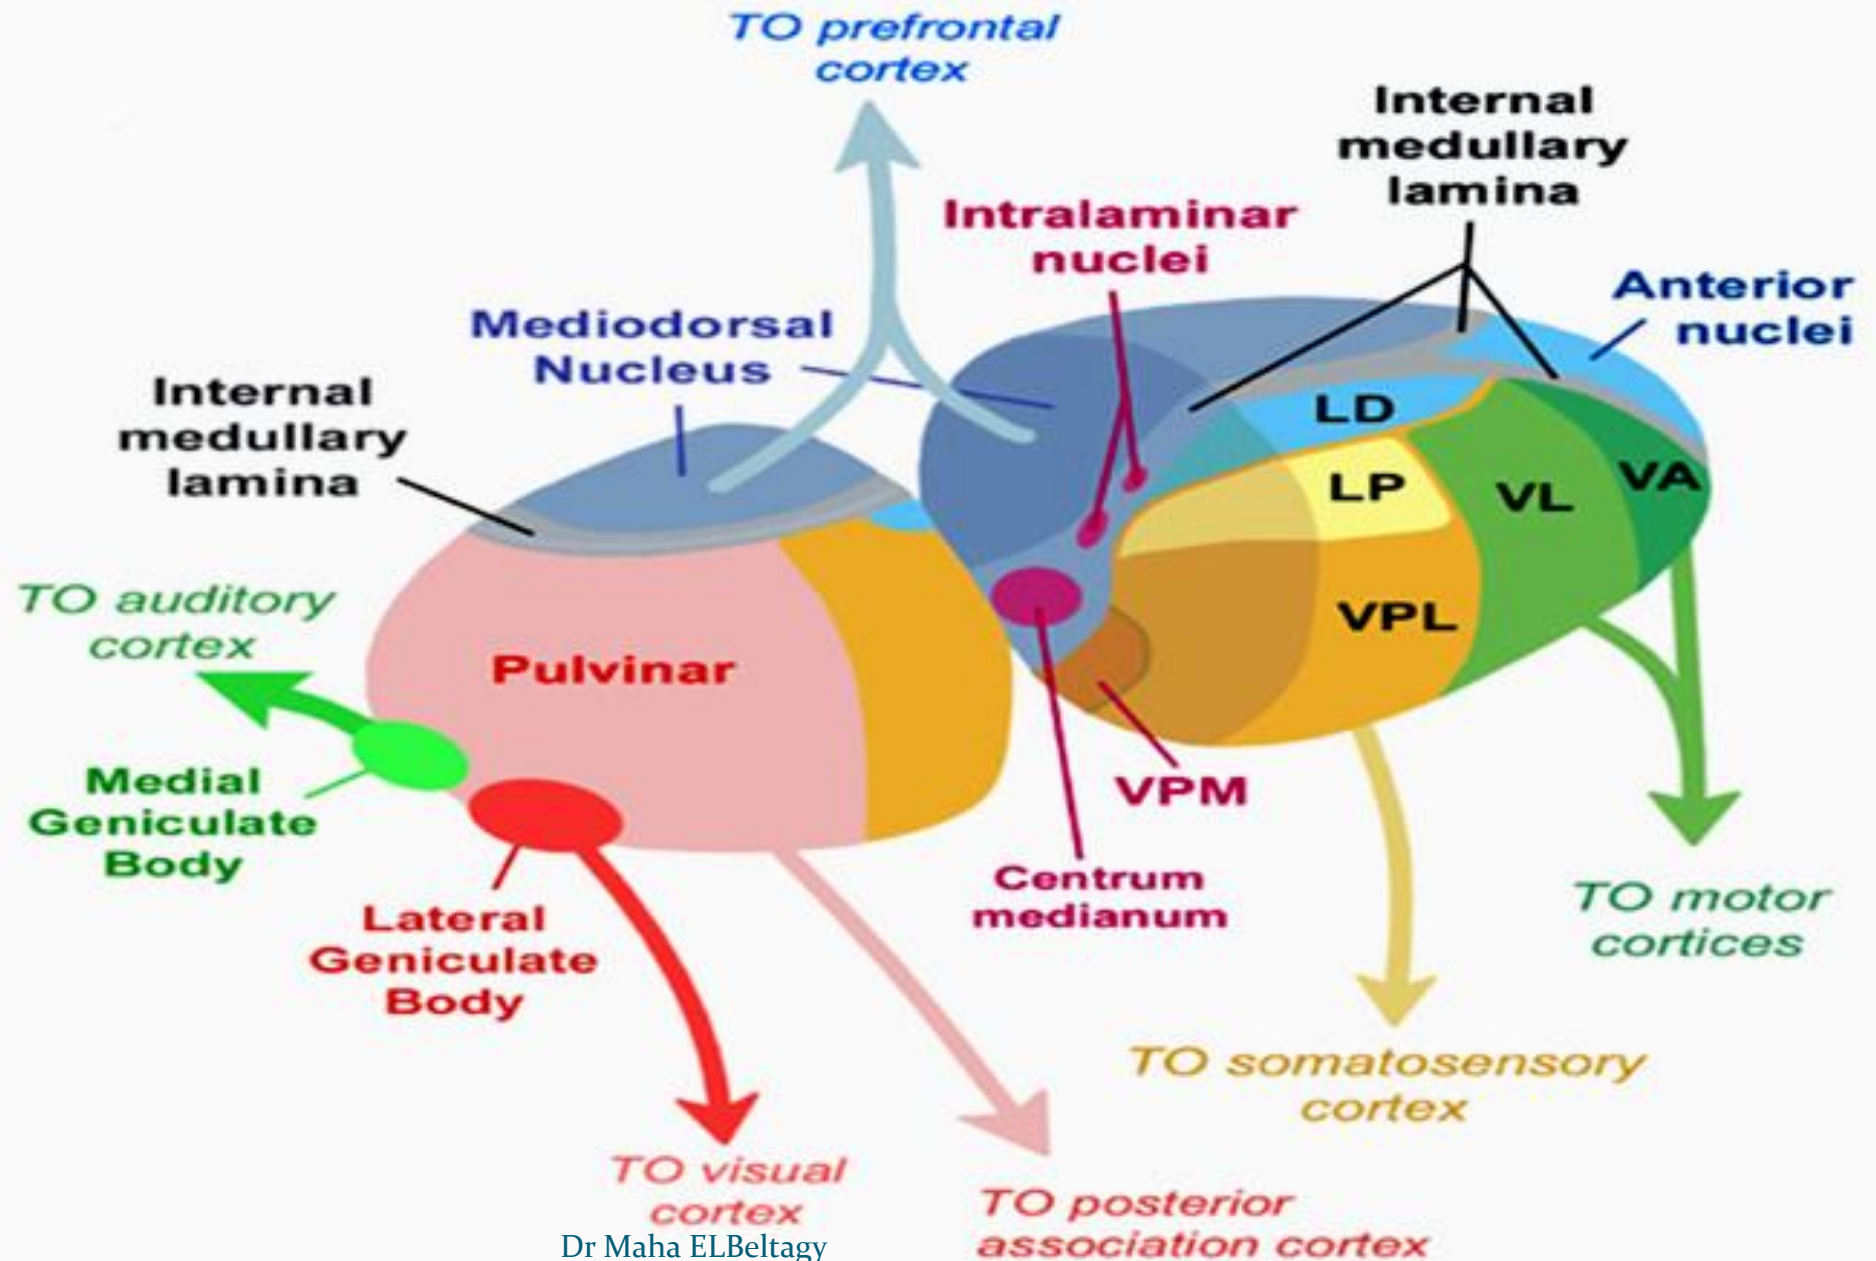 TO prefrontal
cortex
Internal
medullary
lamina
Intralaminar
nuclei
Anterior
nuclei
Mediodorsal
Nucleus
Internal
medullary
lamina
LD
LP
VL
VA
TO auditory
cortex
VPL
Pulvinar
Medial
Geniculate
Body
VPM
Centrum
medianum
Lateral
Geniculate
Body
TO motor
cortices
TO somatosensory
cortex
TO visual
cortex
TO posterior
association cortex
Dr Maha ELBeltagy